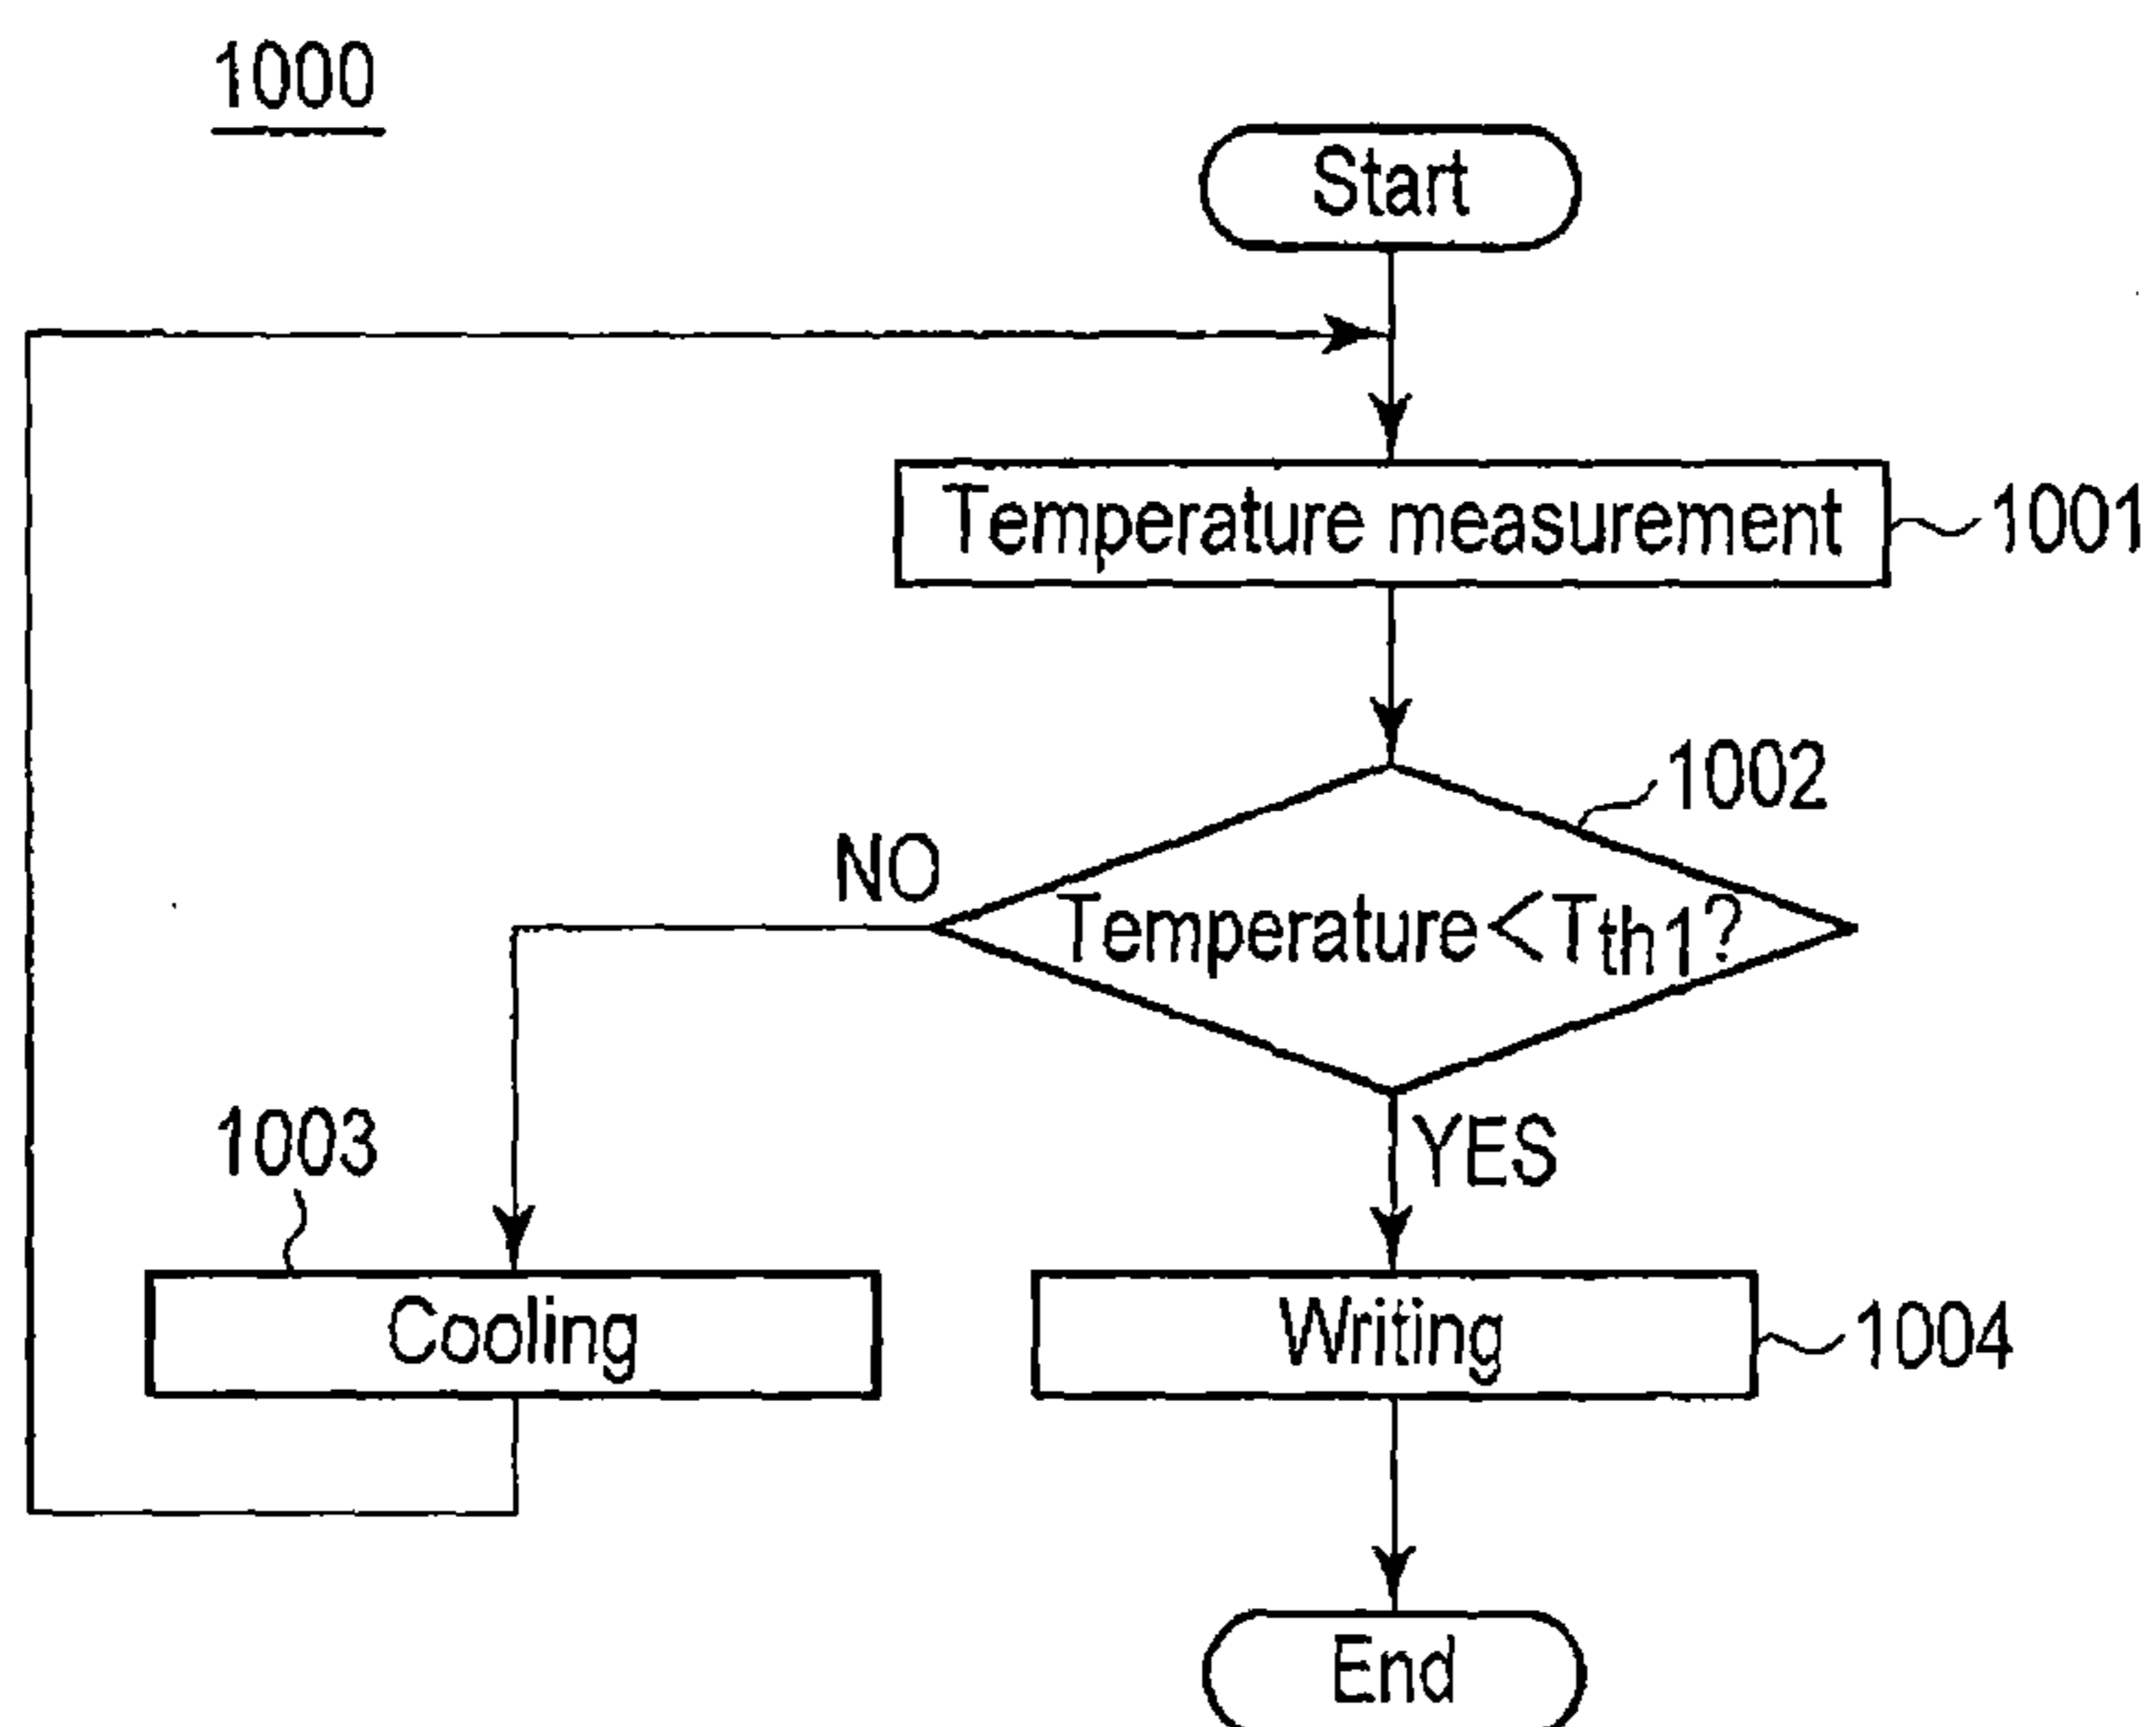 1000
Start
Temperature measurement
1001
1002
NO
Temperature<Tth1?
YES
1003
Cooling
Writing
1004
End